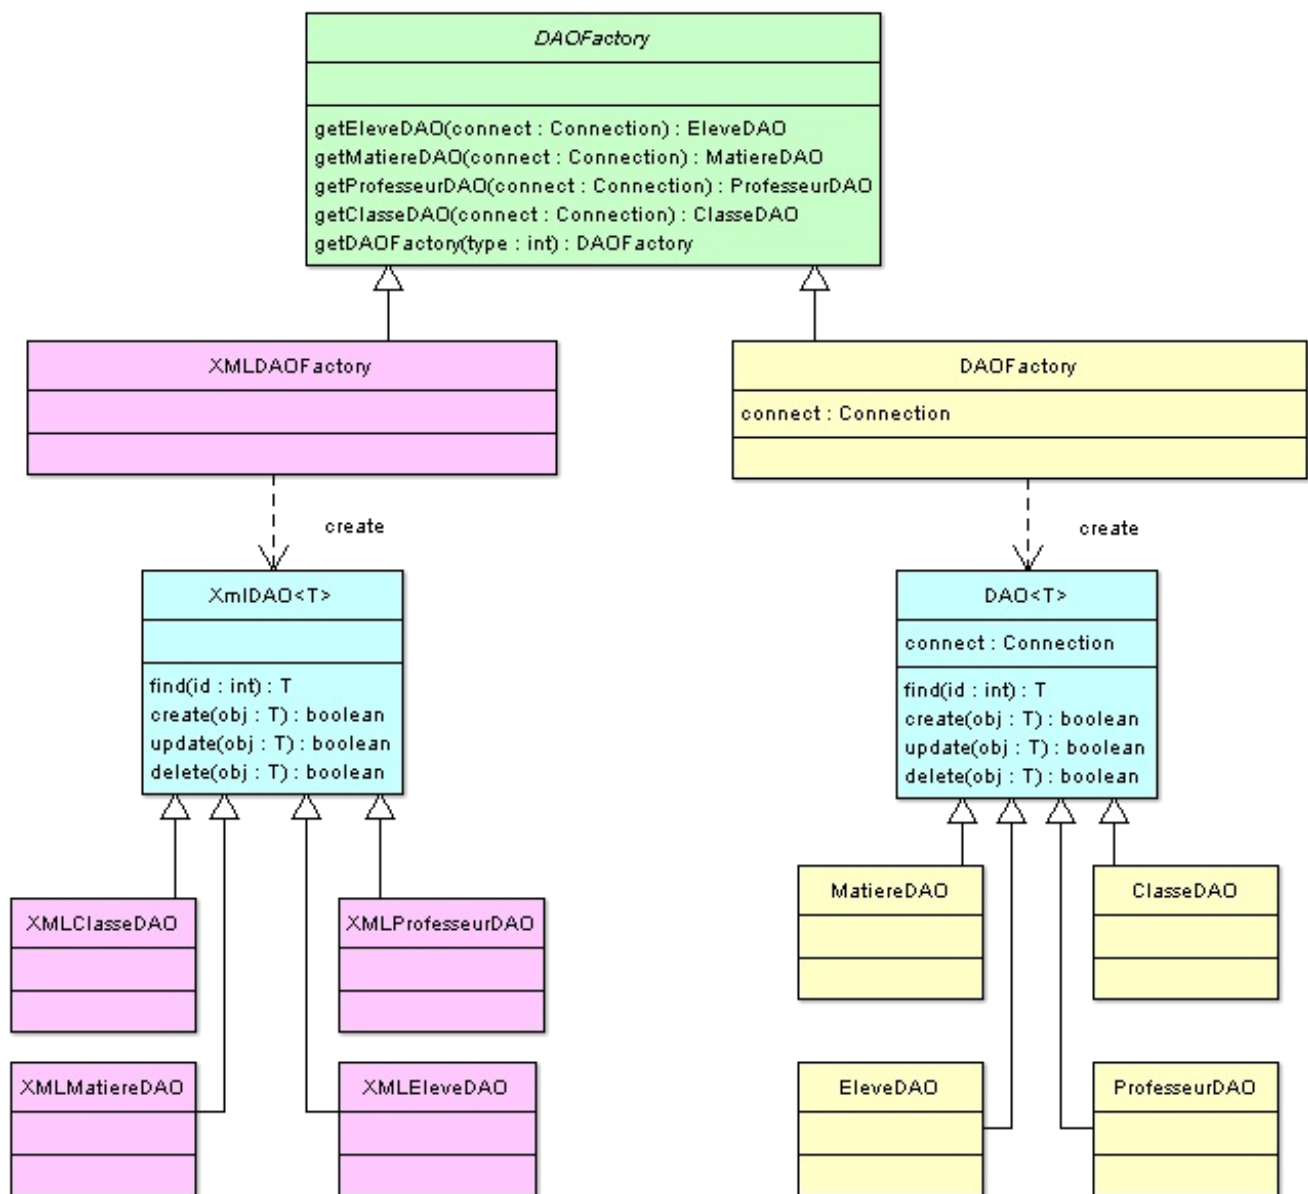 DAOFactory
getEleveDAO(connect : Connection) : EleveDAO
getMatiereDAO(connect : Connection) : MatiereDAO
getProfesseurDAO(connect : Connection) : ProfesseurDAO
getClasseDAO(connect : Connection) : ClasseDAO
getDAOFactory(type : int) : DAOFactory
XMLDAOFactory
DAOFactory
connect : Connection
create
create
XmlDAO<T>
find(id : int) : T
create(obj : T) : boolean
update(obj : T) : boolean
delete(obj : T) : boolean
DAO<T>
connect : Connection
find(id : int) : T
create(obj : T) : boolean
update(obj : T) : boolean
delete(obj : T) : boolean
XMLClasseDAO
XMLProfesseurDAO
MatiereDAO
ClasseDAO
XMLMatiereDAO
XMLEleveDAO
EleveDAO
ProfesseurDAO